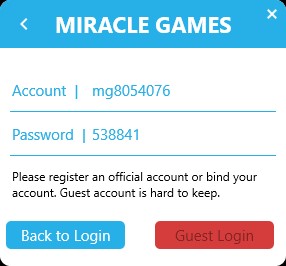 MIRACLE GAMES
Account | mg8054076
Password | 538841
Please register an official account or bind your
account. Guest account is hard to keep.
Back to Login Guest Login